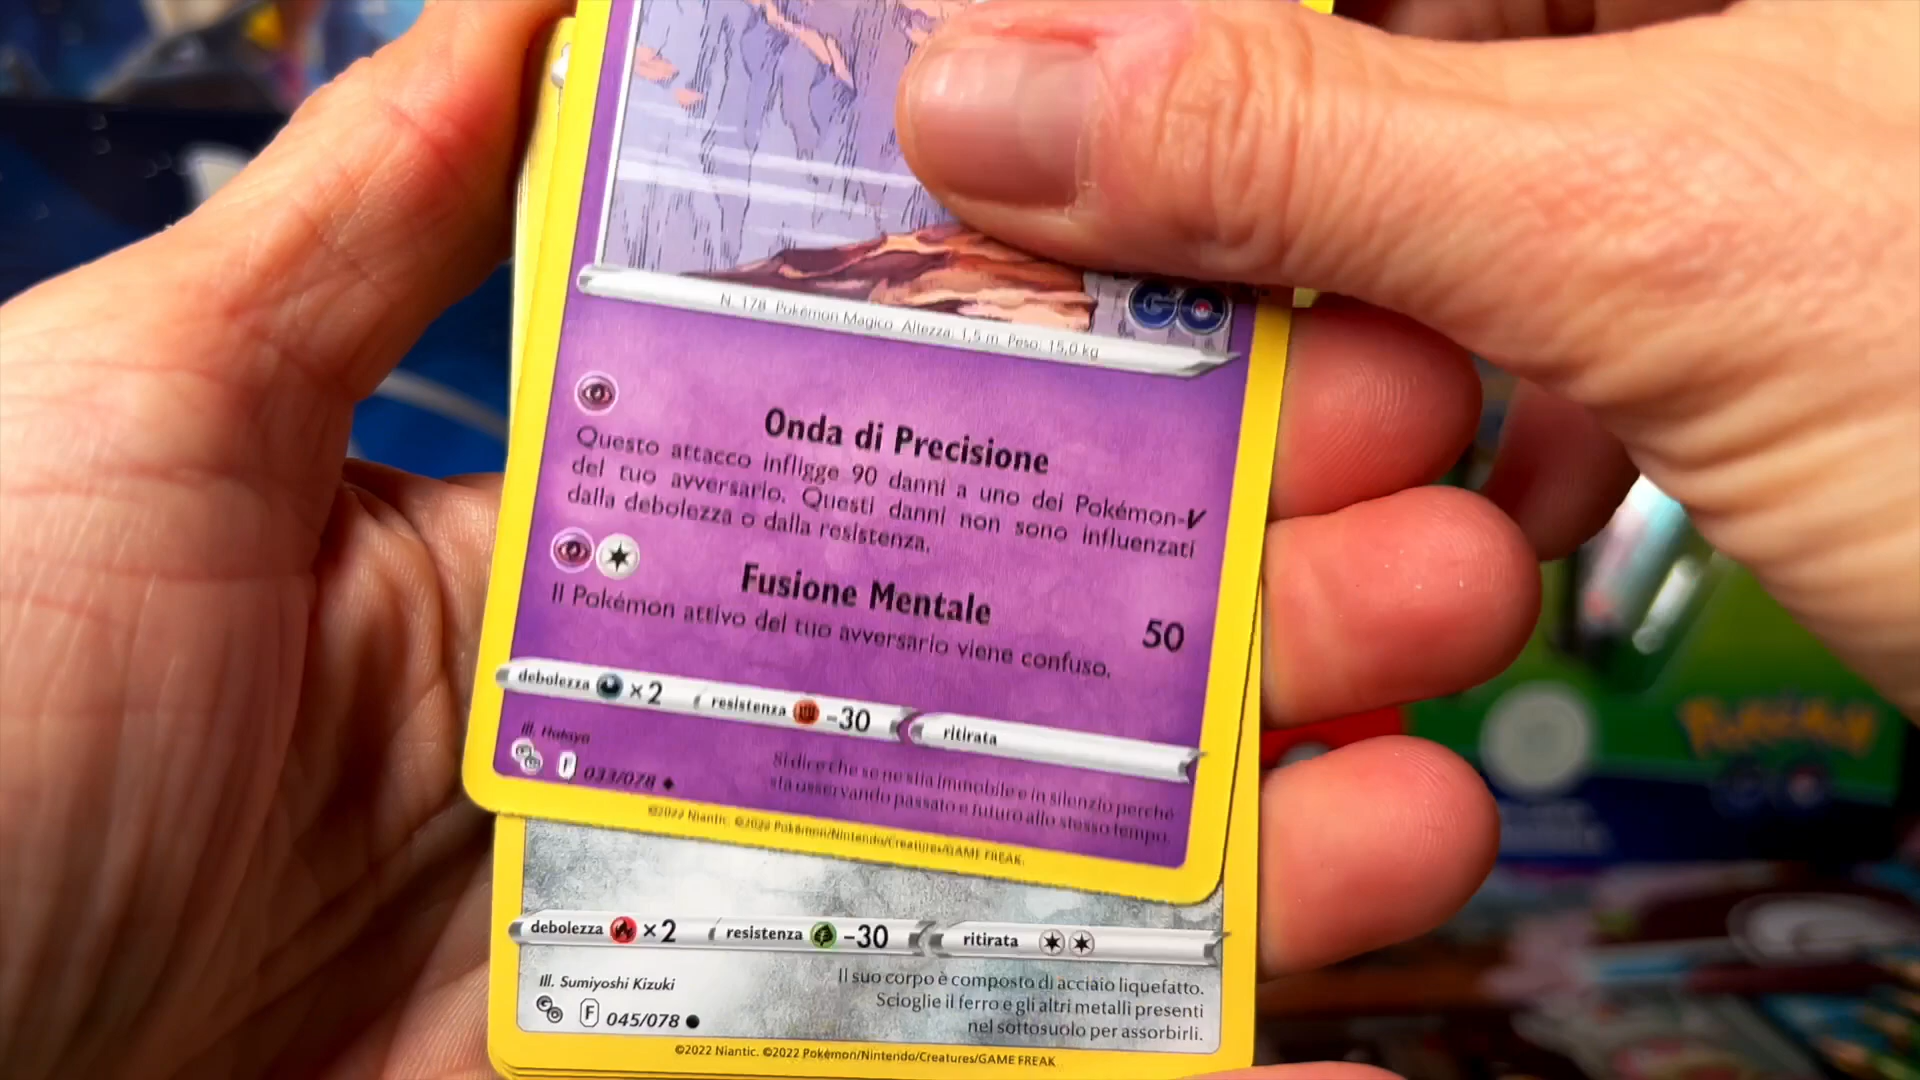 GO
N. 178 Pokémon Magico Altezza: 1,5 m Peso: 15,0 kg
Onda di Precisione
Questo attacco infligge 90 danni a uno dei Pokémon-V
del tuo avversario. Questi danni non sono influenzati
dalla debolezza o dalla resistenza.
Fusione Mentale 50
Il Pokémon attivo del tuo avversario viene confuso.
debolezza ×2 resistenza -30 ritirata
Ill. Hataya
F 033/078
Si dice che se ne stia immobile e in silenzio perché
sta osservando passato e futuro allo stesso tempo.
©2022 Niantic. ©2022 Pokémon/Nintendo/Creatures/GAME FREAK.
debolezza ×2 resistenza -30 ritirata
Ill. Sumiyoshi Kizuki
F 045/078
Il suo corpo è composto di acciaio liquefatto.
Scioglie il ferro e gli altri metalli presenti
nel sottosuolo per assorbirli.
©2022 Niantic. ©2022 Pokémon/Nintendo/Creatures/GAME FREAK
Pokémon
GO